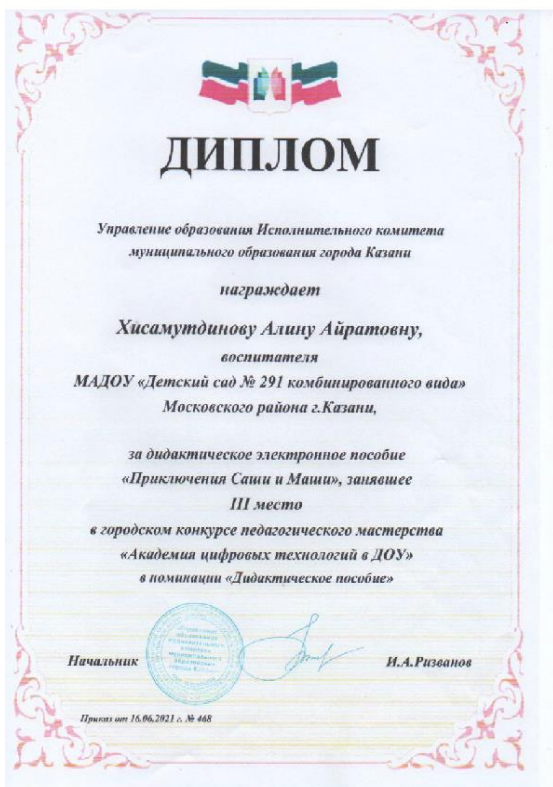 ДИПЛОМ
Управление образования Исполнительного комитета
муниципального образования города Казани
награждает
Хисамутдинову Алину Айратовну,
воспитателя
МАДОУ «Детский сад № 291 комбинированного вида»
Московского района г.Казани,
за дидактическое электронное пособие
«Приключения Саши и Маши», занявшее
III место
в городском конкурсе педагогического мастерства
«Академия цифровых технологий в ДОУ»
в номинации «Дидактическое пособие»
Начальник
И.А.Ризванов
Приказ от 16.06.2021 г. № 468